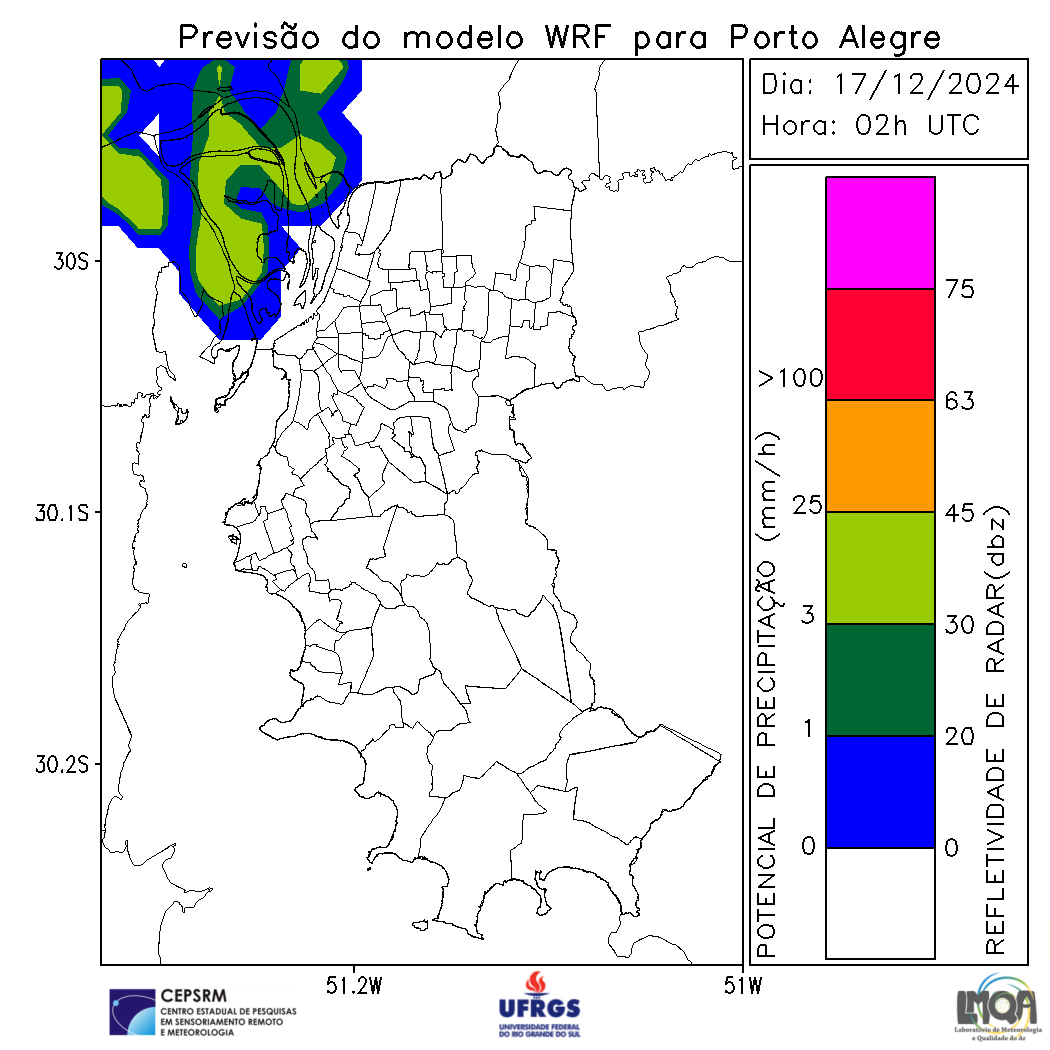 Previsão do modelo WRF para Porto Alegre
Dia: 17/12/2024
Hora: 02h UTC
30S
30.1S
30.2S
51.2W
51W
POTENCIAL DE PRECIPITAÇÃO (mm/h)
>100
25
3
1
0
75
63
45
30
20
0
REFLETIVIDADE DE RADAR(dbz)
CEPSRM
CENTRO ESTADUAL DE PESQUISAS
EM SENSORIAMENTO REMOTO
E METEOROLOGIA
UFRGS
UNIVERSIDADE FEDERAL
DO RIO GRANDE DO SUL
LMQA
Laboratório de Meteorologia
e Qualidade do Ar